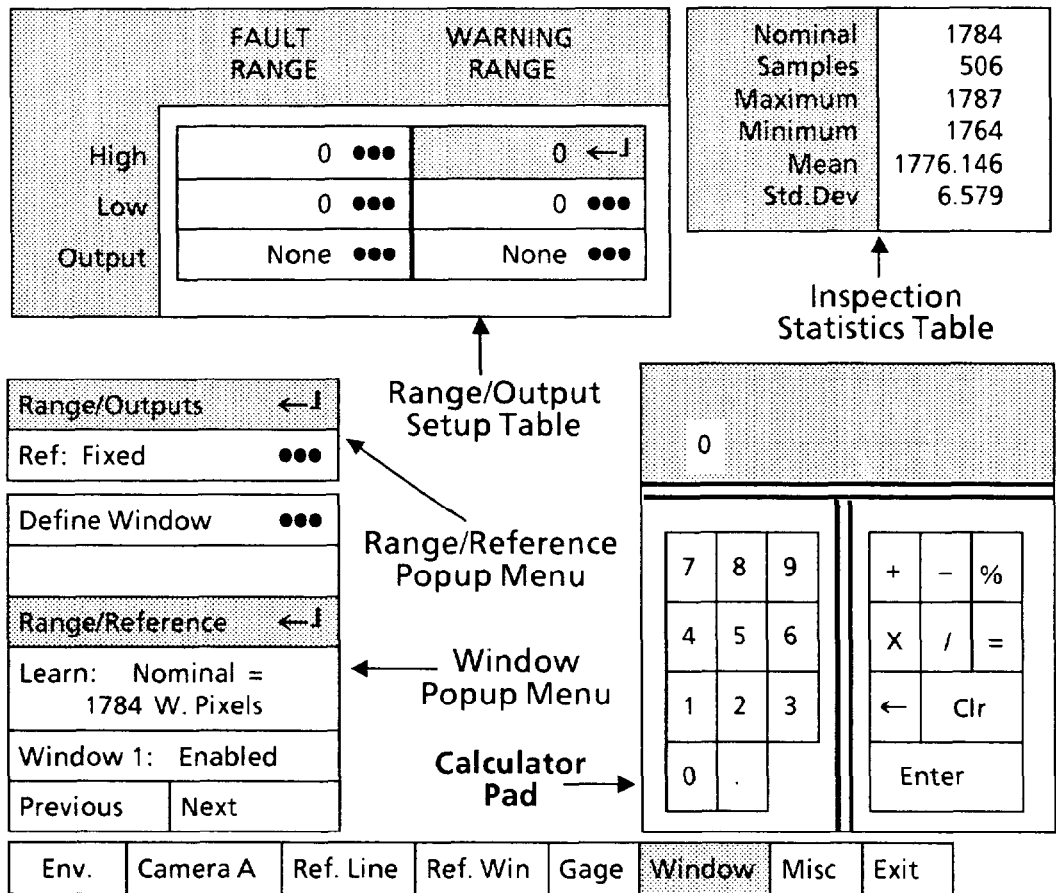 FAULT RANGE
WARNING RANGE
High 0 ●●● 0 ←┘
Low 0 ●●● 0 ●●●
Output None ●●● None ●●●
Nominal 1784
Samples 506
Maximum 1787
Minimum 1764
Mean 1776.146
Std.Dev 6.579
Inspection
Statistics Table
Range/Output
Setup Table
Range/Outputs ←┘
Ref: Fixed ●●●
Range/Reference
Popup Menu
Define Window ●●●
Range/Reference ←┘
Learn: Nominal =
1784 W. Pixels
Window 1: Enabled
Previous Next
Window
Popup Menu
Calculator
Pad
0
7 8 9
4 5 6
1 2 3
0 .
+ − %
X / =
← Clr
Enter
Env. Camera A Ref. Line Ref. Win Gage Window Misc Exit